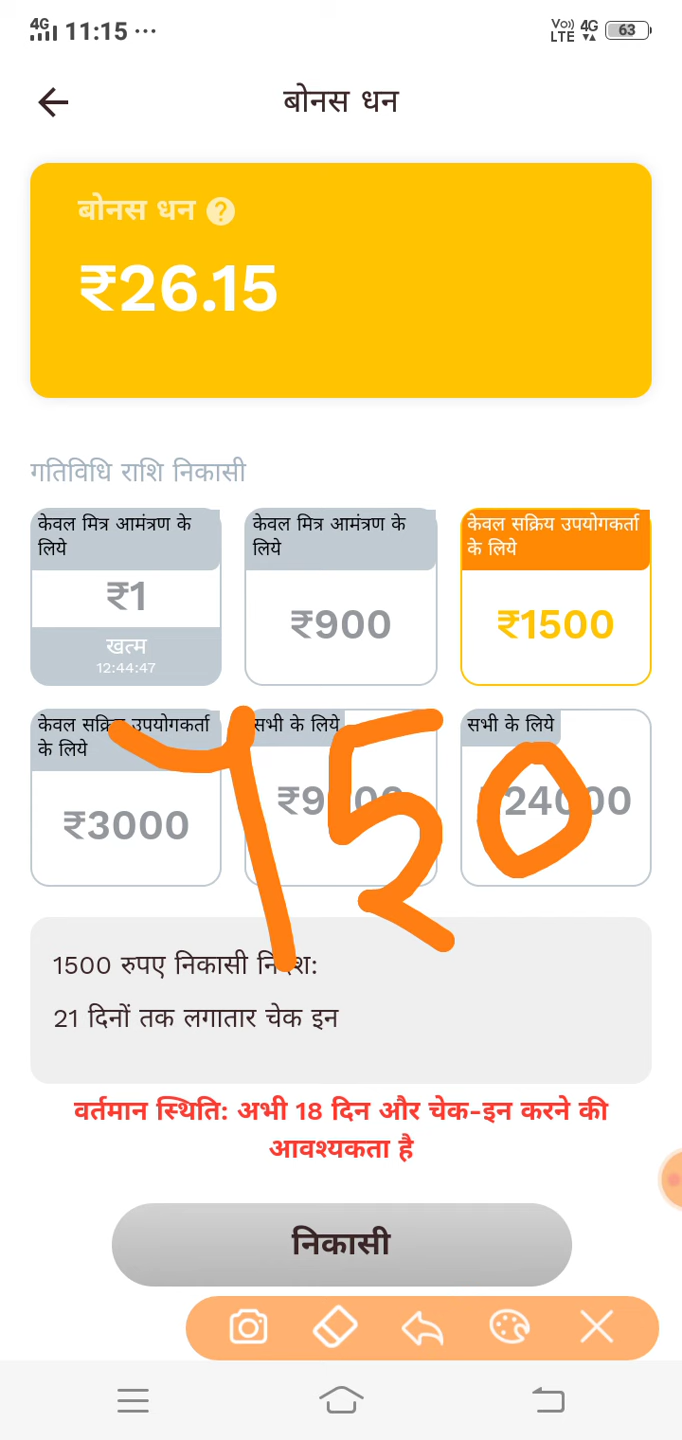 4G 11:15 ...
Vo)) LTE 4G 63
बोनस धन
बोनस धन ?
₹26.15
गतिविधि राशि निकासी
केवल मित्र आमंत्रण के
लिये
₹1
खत्म
12:44:47
केवल मित्र आमंत्रण के
लिये
₹900
केवल सक्रिय उपयोगकर्ता
के लिये
₹1500
केवल सक्रिय उपयोगकर्ता
के लिये
₹3000
सभी के लिये
सभी के लिये
₹24000
150
1500 रुपए निकासी निर्देश:
21 दिनों तक लगातार चेक इन
वर्तमान स्थिति: अभी 18 दिन और चेक-इन करने की
आवश्यकता है
निकासी